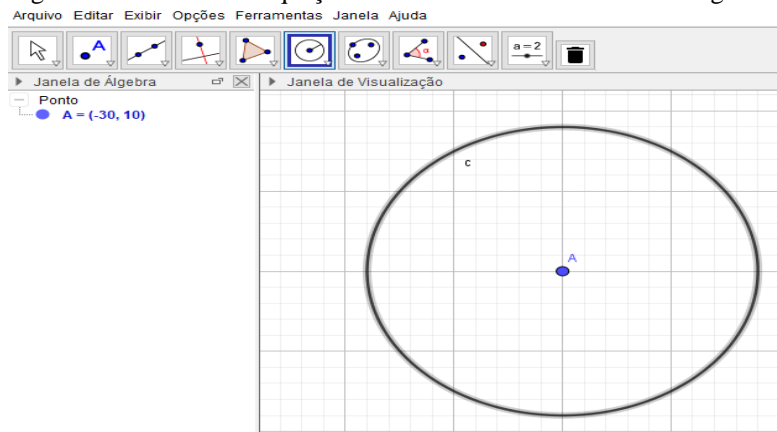 Arquivo Editar Exibir Opções Ferramentas Janela Ajuda
A
α
a = 2
Janela de Álgebra
Janela de Visualização
Ponto
A = (-30, 10)
c
A